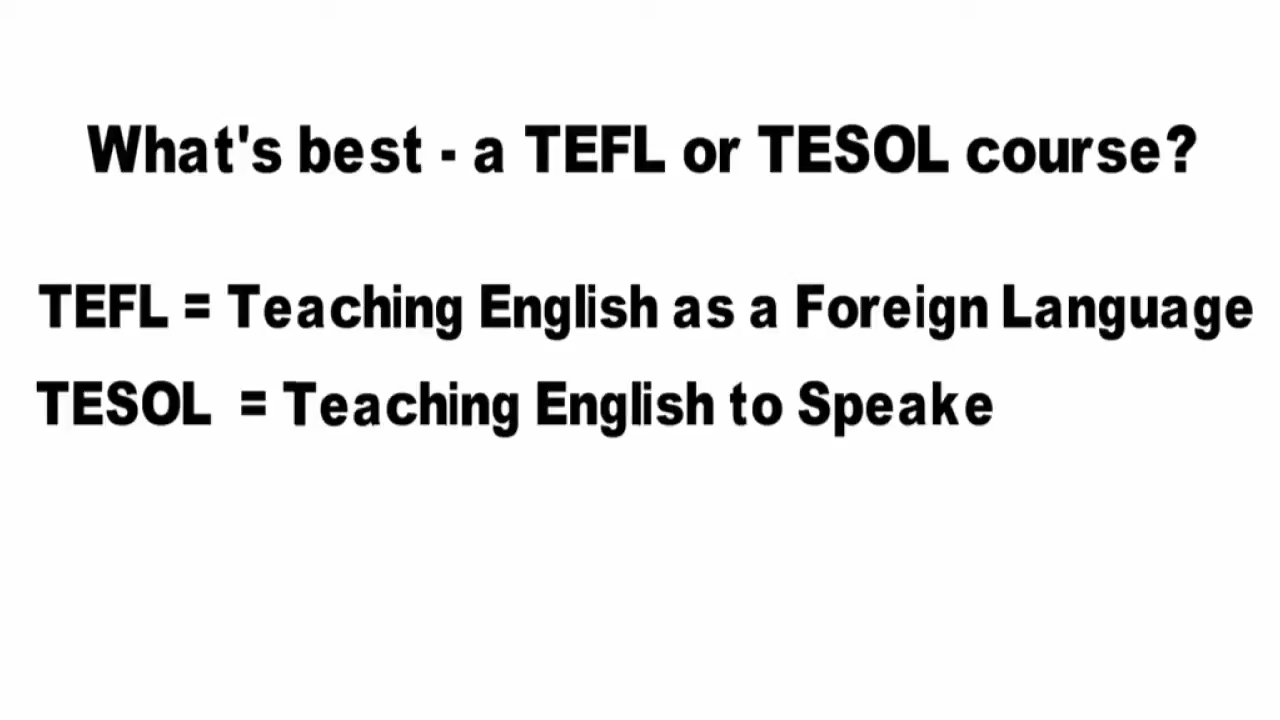 What's best - a TEFL or TESOL course?
TEFL = Teaching English as a Foreign Language
TESOL = Teaching English to Speake